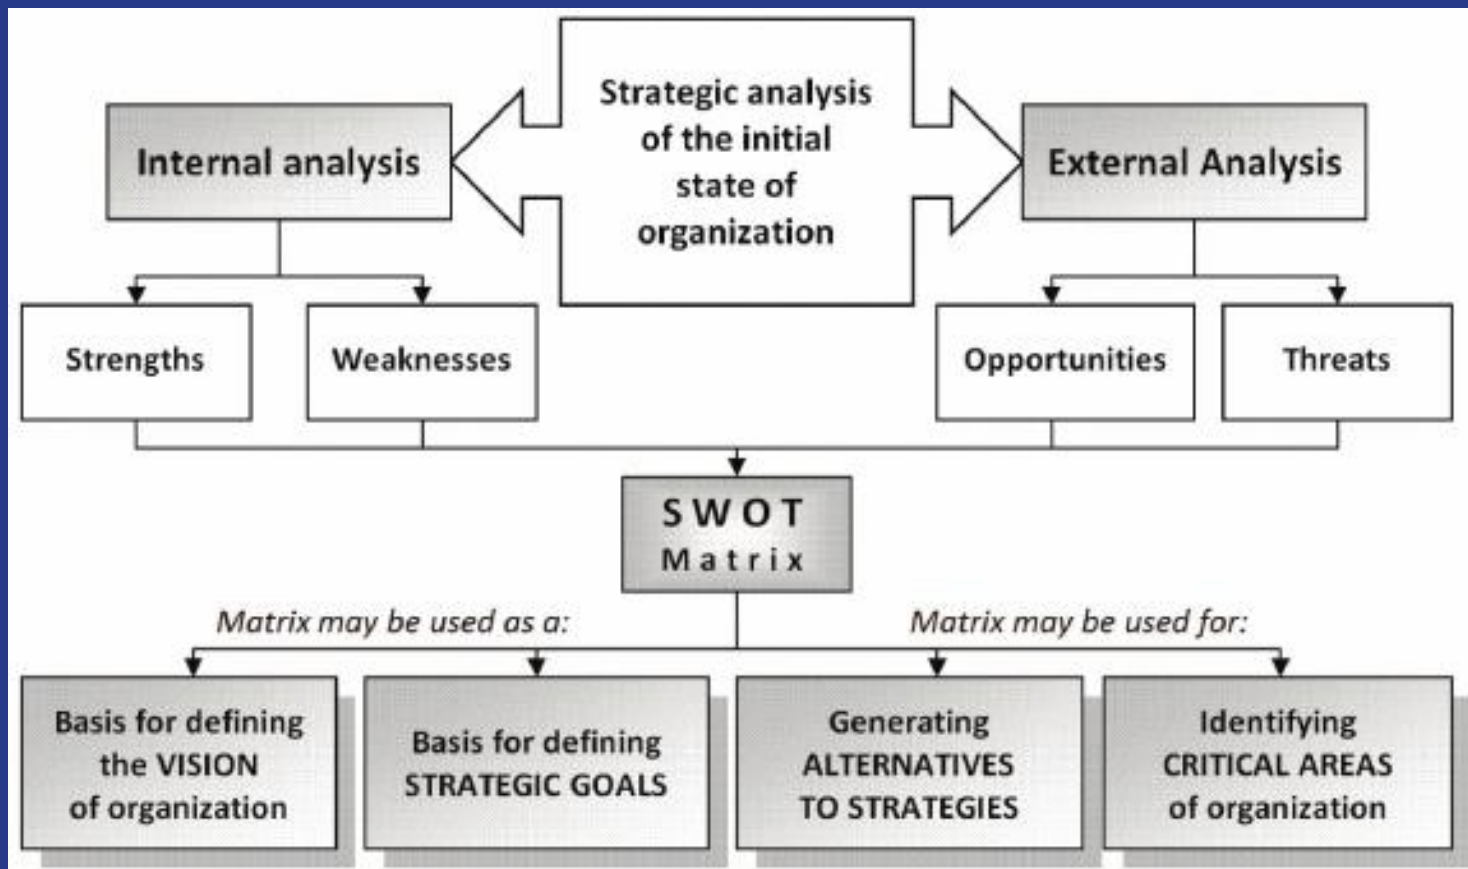 Strategic analysis
of the initial
state of
organization
Internal analysis
External Analysis
Strengths
Weaknesses
Opportunities
Threats
S W O T
M a t r i x
Matrix may be used as a:
Matrix may be used for:
Basis for defining
the VISION
of organization
Basis for defining
STRATEGIC GOALS
Generating
ALTERNATIVES
TO STRATEGIES
Identifying
CRITICAL AREAS
of organization